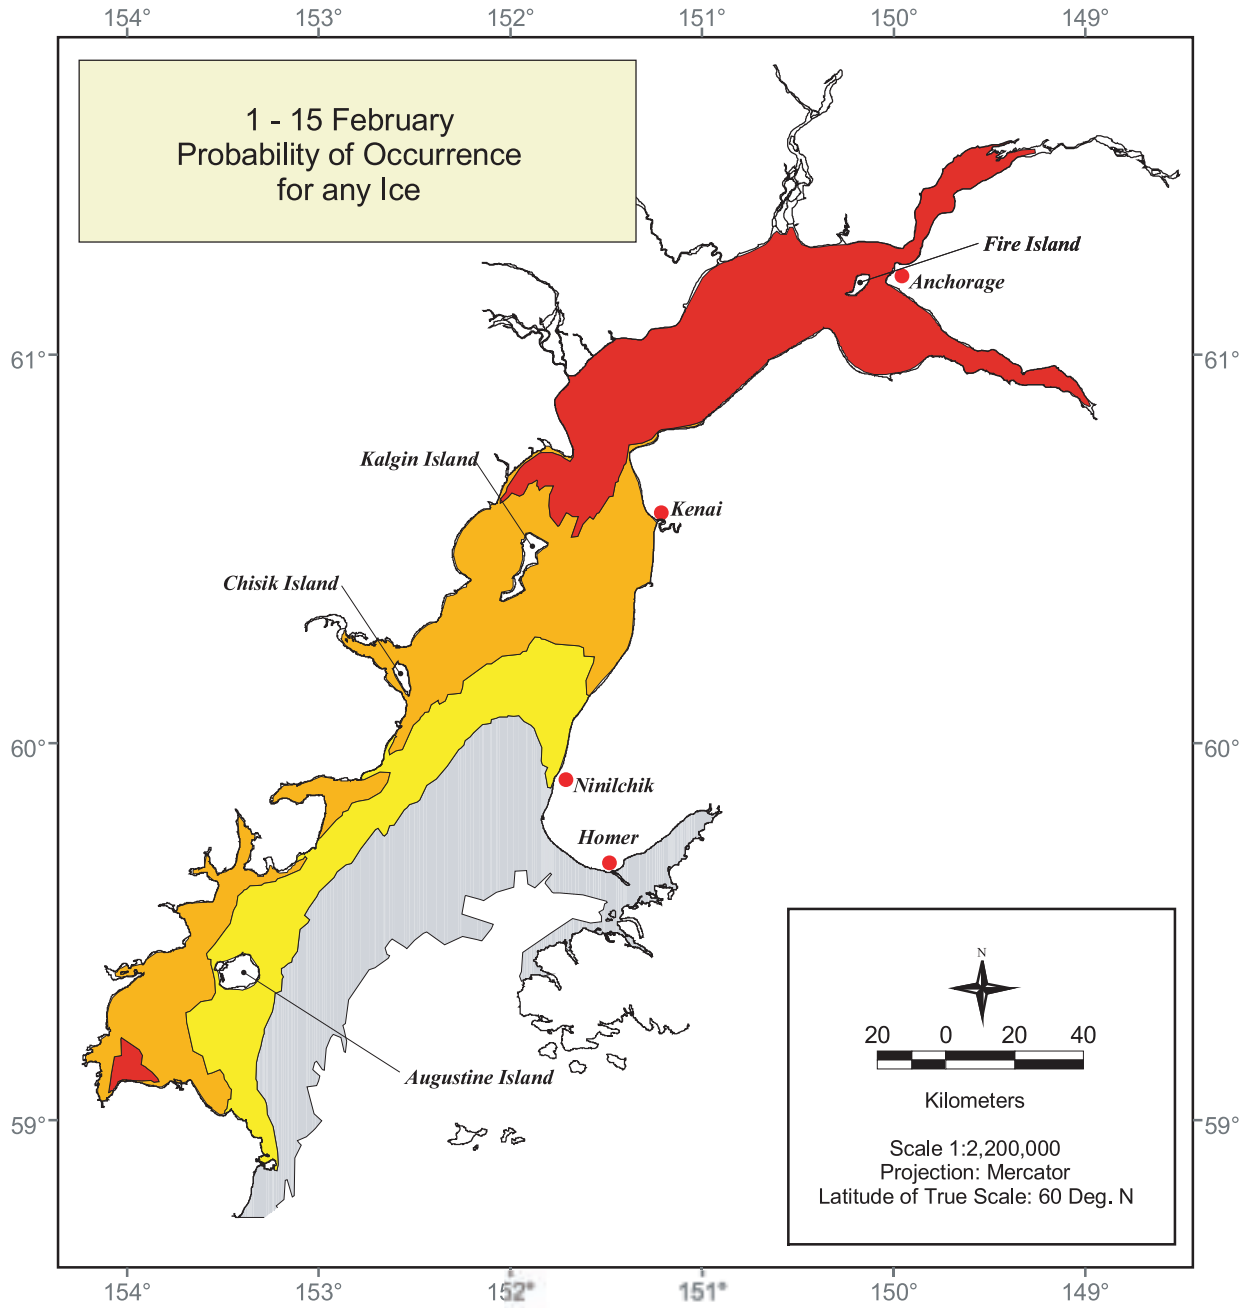 154° 153° 152° 151° 150° 149°
1 - 15 February
Probability of Occurrence
for any Ice
Fire Island
Anchorage
61° 61°
Kalgin Island
Kenai
Chisik Island
60° 60°
Ninilchik
Homer
N
20 0 20 40
Augustine Island
Kilometers
59° 59°
Scale 1:2,200,000
Projection: Mercator
Latitude of True Scale: 60 Deg. N
154° 153° 152° 151° 150° 149°